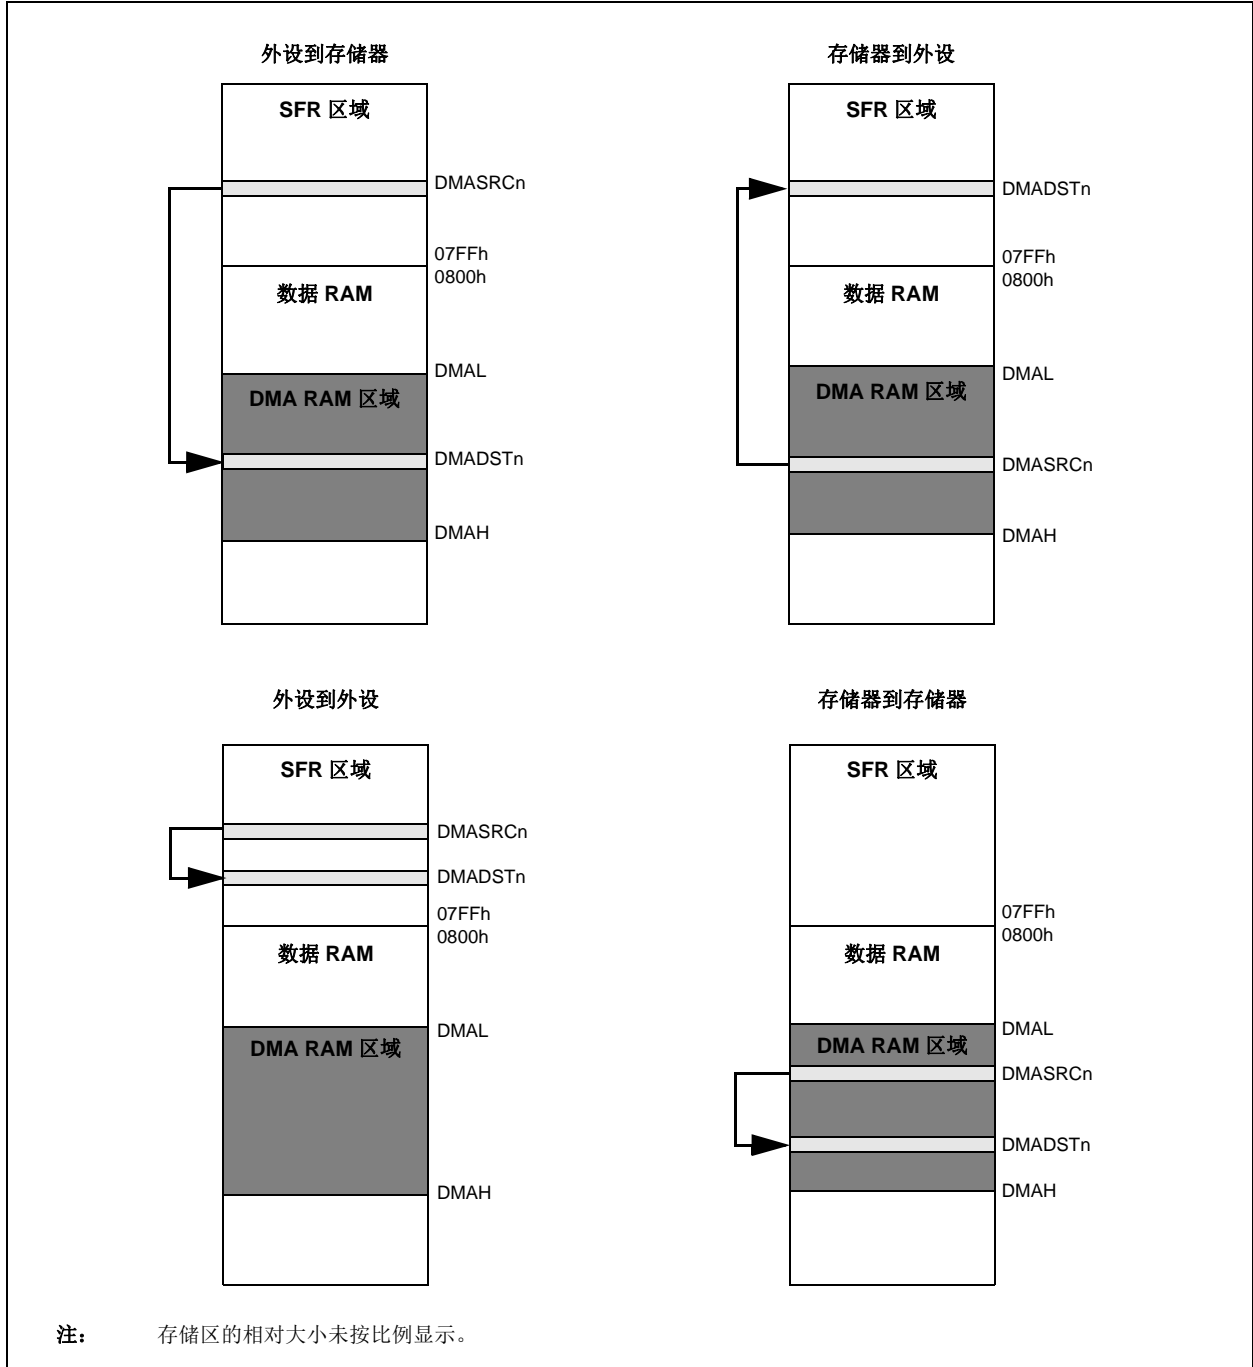 外设到存储器
SFR 区域
DMASRCn
07FFh
0800h
数据 RAM
DMAL
DMA RAM 区域
DMADSTn
DMAH
存储器到外设
SFR 区域
DMADSTn
07FFh
0800h
数据 RAM
DMAL
DMA RAM 区域
DMASRCn
DMAH
外设到外设
SFR 区域
DMASRCn
DMADSTn
07FFh
0800h
数据 RAM
DMAL
DMA RAM 区域
DMAH
存储器到存储器
SFR 区域
07FFh
0800h
数据 RAM
DMAL
DMA RAM 区域
DMASRCn
DMADSTn
DMAH
注： 存储区的相对大小未按比例显示。